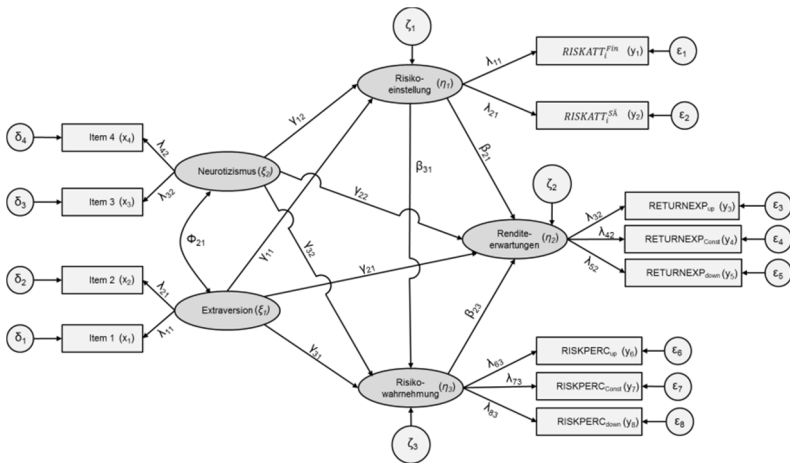 ζ₁
Risiko-
einstellung (η₁)
λ₁₁
RISKATTᵢᶠⁱⁿ (y₁)
ε₁
λ₂₁
RISKATTᵢˢÄ (y₂)
ε₂
δ₄
Item 4 (x₄)
λ₄₂
δ₃
Item 3 (x₃)
λ₃₂
Neurotizismus (ξ₂)
γ₁₂
γ₂₂
γ₃₂
Φ₂₁
β₃₁
β₂₁
ζ₂
Rendite-
erwartungen (η₂)
λ₃₂
RETURNEXPup (y₃)
ε₃
λ₄₂
RETURNEXPConst (y₄)
ε₄
λ₅₂
RETURNEXPdown (y₅)
ε₅
δ₂
Item 2 (x₂)
λ₂₁
δ₁
Item 1 (x₁)
λ₁₁
Extraversion (ξ₁)
γ₁₁
γ₂₁
γ₃₁
β₂₃
Risiko-
wahrnehmung (η₃)
λ₆₃
RISKPERCup (y₆)
ε₆
λ₇₃
RISKPERCConst (y₇)
ε₇
λ₈₃
RISKPERCdown (y₈)
ε₈
ζ₃